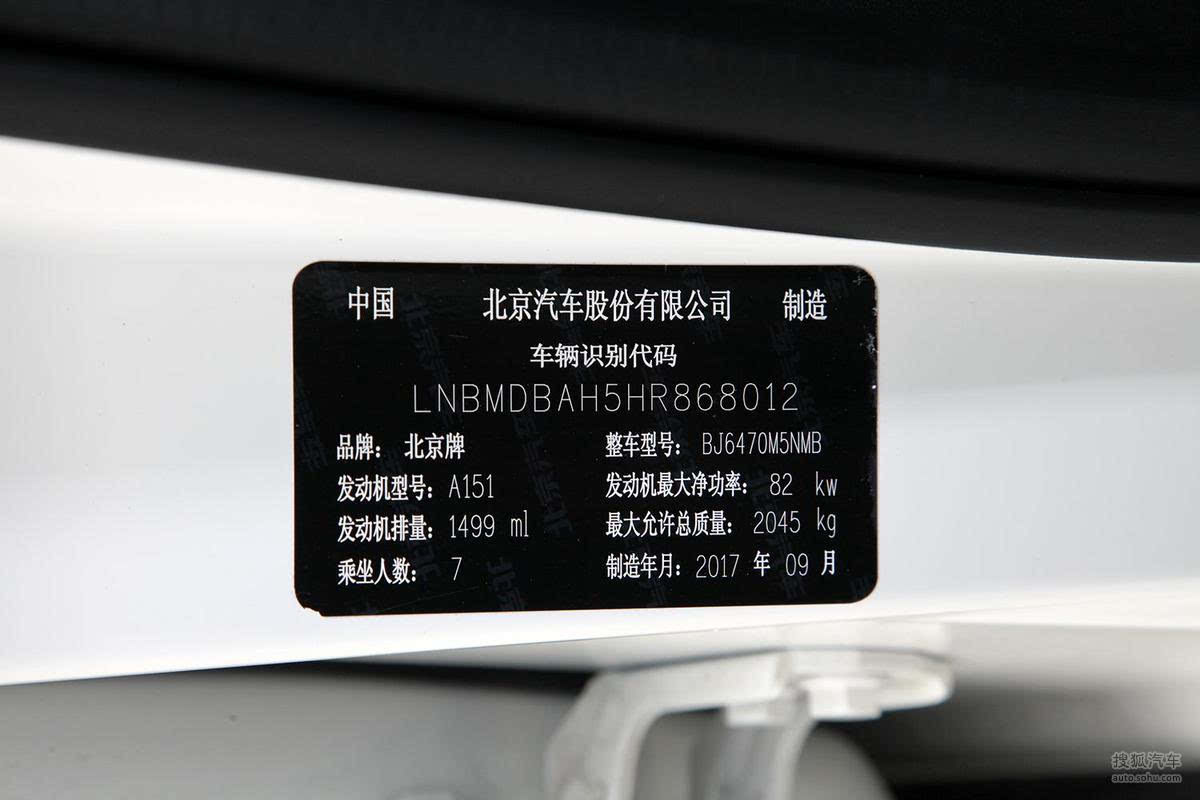 中国 北京汽车股份有限公司 制造
车辆识别代码
LNBMDBAH5HR868012
品牌: 北京牌 整车型号: BJ6470M5NMB
发动机型号: A151 发动机最大净功率: 82 kw
发动机排量: 1499 ml 最大允许总质量: 2045 kg
乘坐人数: 7 制造年月: 2017 年 09 月
搜狐汽车
auto.sohu.com